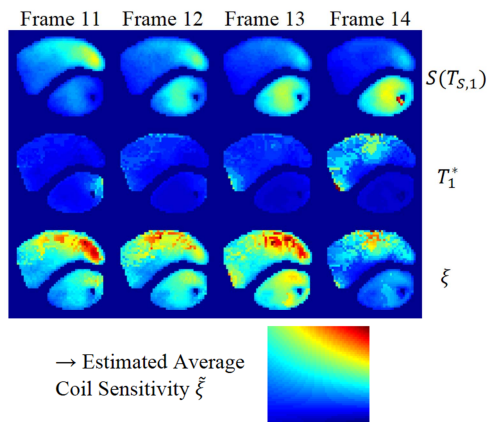 Frame 11 Frame 12 Frame 13 Frame 14
S(T_{S,1})
T_1^*
ξ
→ Estimated Average
Coil Sensitivity ξ̃